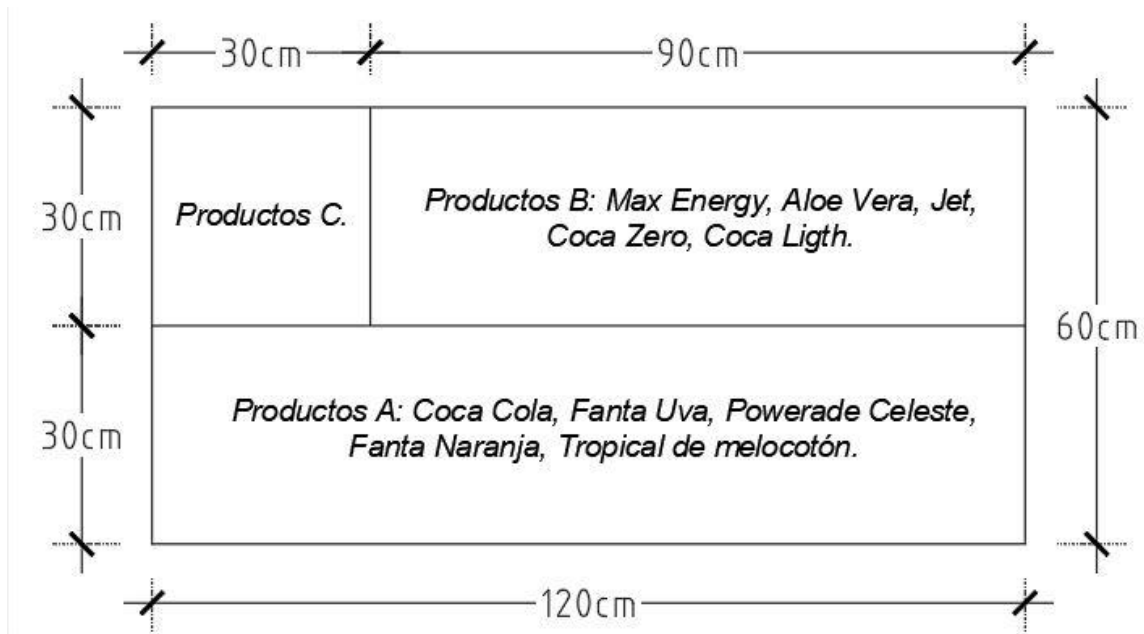 30cm
90cm
30cm
Productos C.
Productos B: Max Energy, Aloe Vera, Jet,
Coca Zero, Coca Ligth.
60cm
30cm
Productos A: Coca Cola, Fanta Uva, Powerade Celeste,
Fanta Naranja, Tropical de melocotón.
120cm